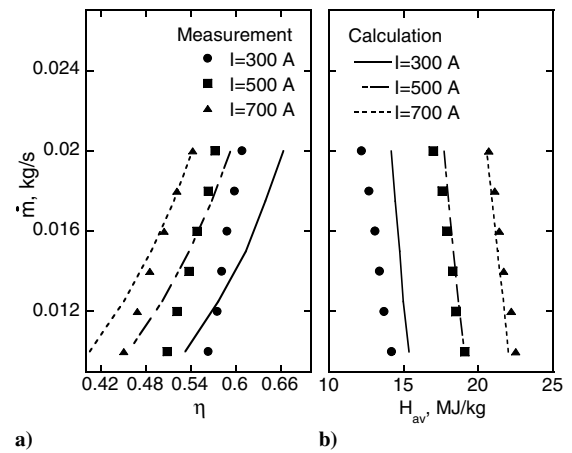 Measurement
I=300 A
I=500 A
I=700 A
Calculation
I=300 A
I=500 A
I=700 A
0.024
0.02
0.016
0.012
ṁ, kg/s
0.42 0.48 0.54 0.6 0.66
η
10 15 20 25
H_av, MJ/kg
a)
b)